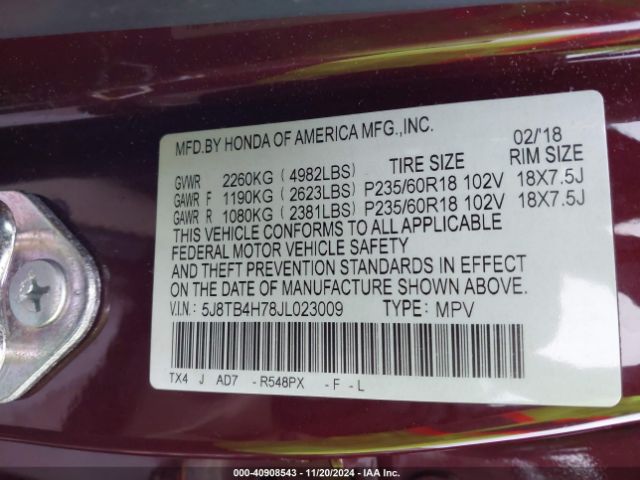 MFD.BY HONDA OF AMERICA MFG.,INC. 02/'18
TIRE SIZE RIM SIZE
GVWR 2260KG (4982LBS)
GAWR F 1190KG (2623LBS) P235/60R18 102V 18X7.5J
GAWR R 1080KG (2381LBS) P235/60R18 102V 18X7.5J
THIS VEHICLE CONFORMS TO ALL APPLICABLE
FEDERAL MOTOR VEHICLE SAFETY
AND THEFT PREVENTION STANDARDS IN EFFECT
ON THE DATE OF MANUFACTURE SHOWN ABOVE.
V.I.N.: 5J8TB4H78JL023009 TYPE: MPV
TX4 J AD7 - R548PX - F - L
000-40908543 — 11/20/2024 — IAA Inc.